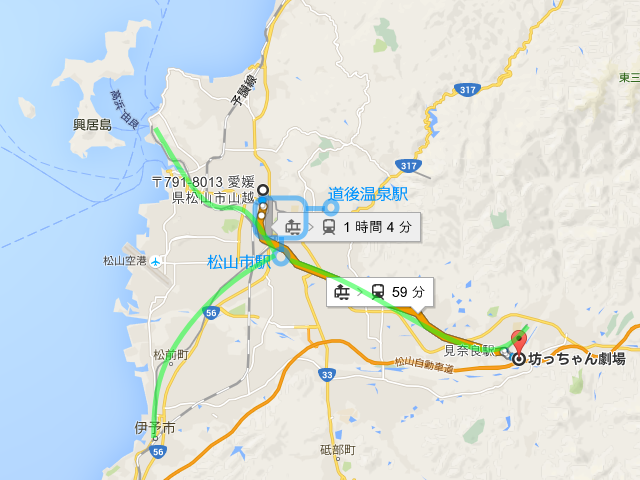 317
東三
予讃線
高浜-由良
興居島
317
〒791-8013 愛媛
県松山市山越
道後温泉駅
1 時間 4 分
松山空港
松山市駅
59 分
56
松前町
見奈良駅
坊っちゃん劇場
松山自動車道
33
伊予市
56
砥部町